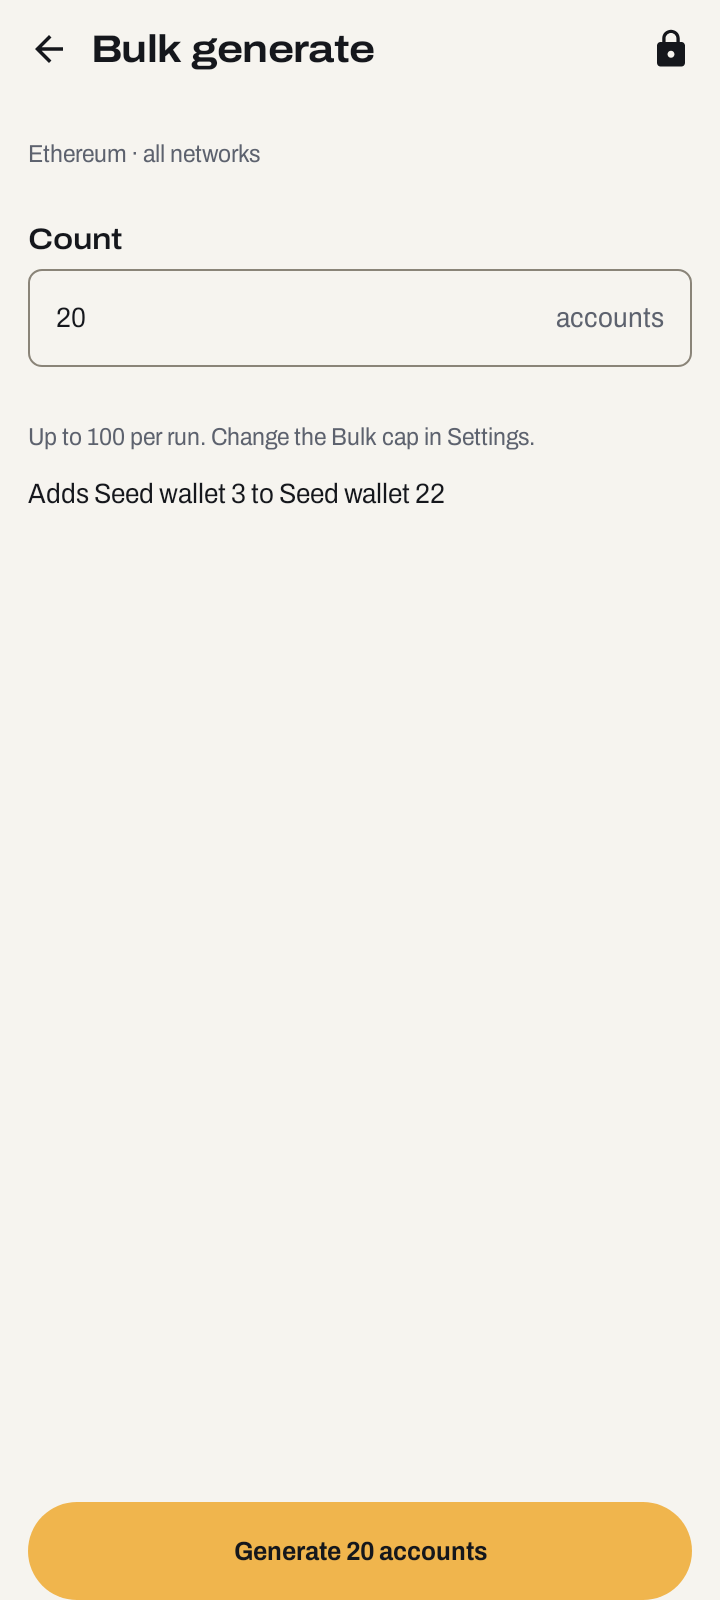 Bulk generate
Ethereum · all networks
Count
20 accounts
Up to 100 per run. Change the Bulk cap in Settings.
Adds Seed wallet 3 to Seed wallet 22
Generate 20 accounts